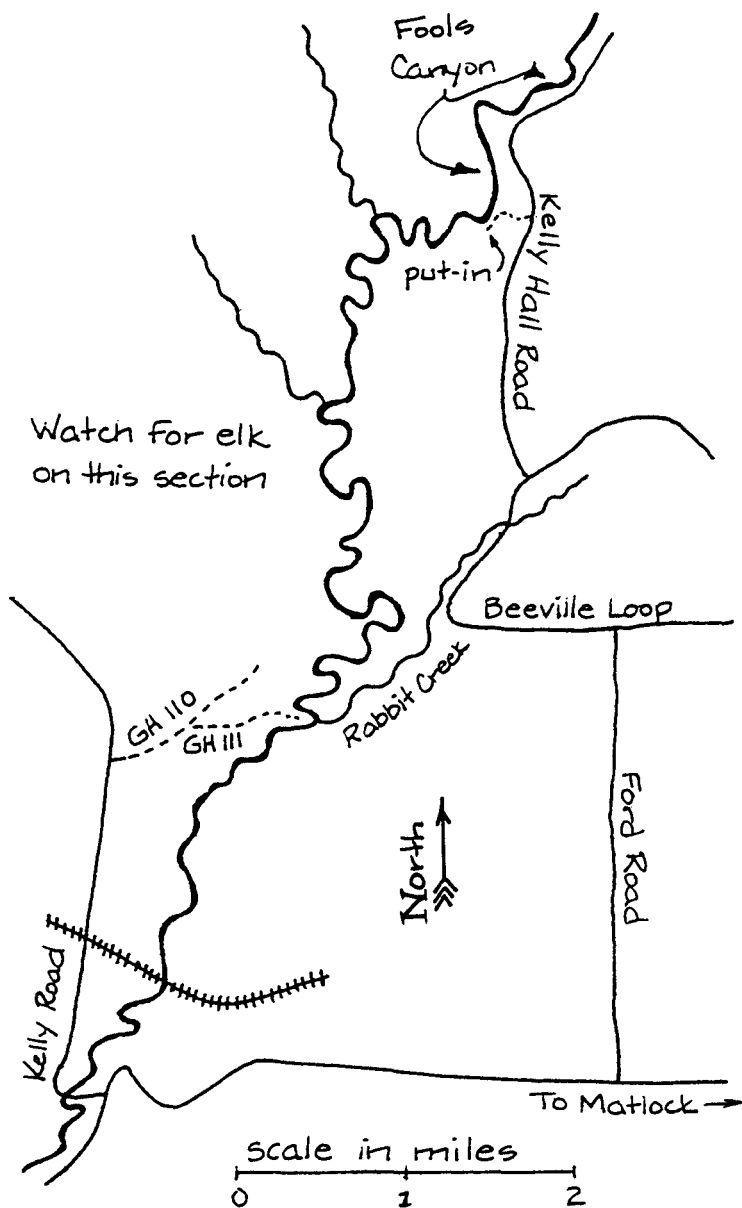 Fools
Canyon
Kelly Hall Road
put-in
Watch for elk
on this section
Beeville Loop
Rabbit Creek
GH 110
GH 111
Ford Road
North
Kelly Road
To Matlock
scale in miles
0 1 2